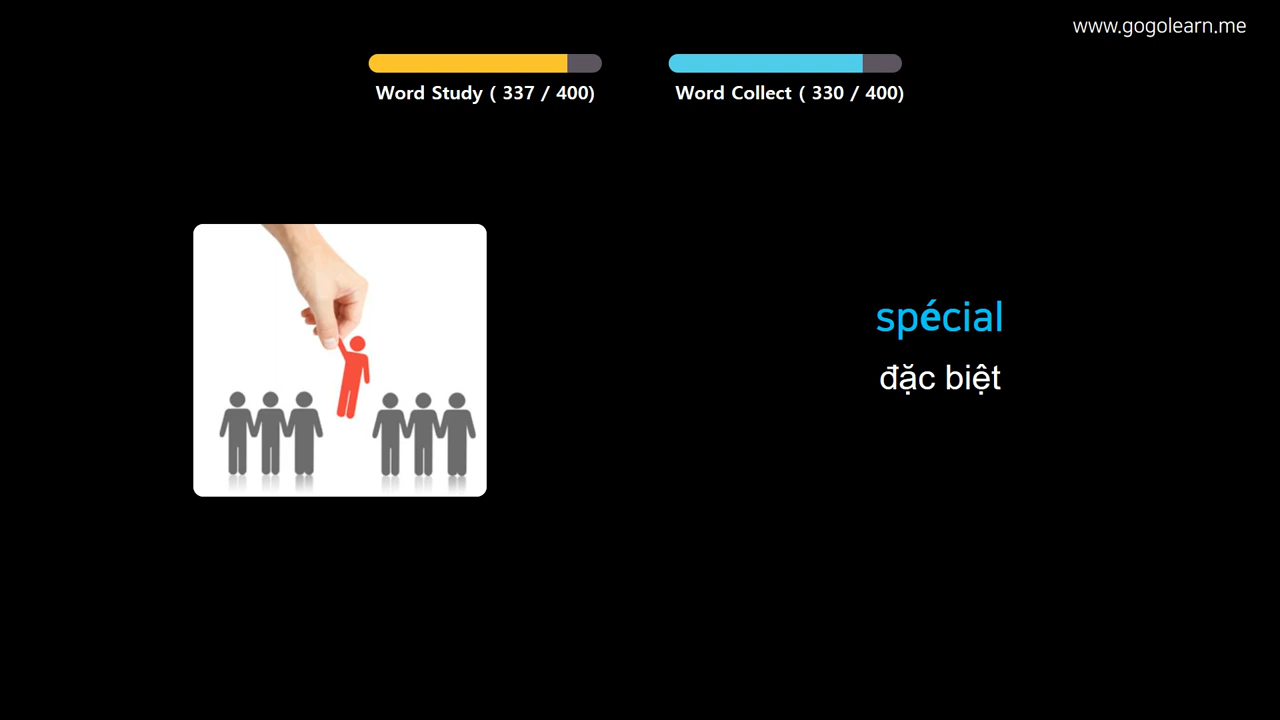 www.gogolearn.me
Word Study ( 337 / 400)
Word Collect ( 330 / 400)
spécial
đặc biệt